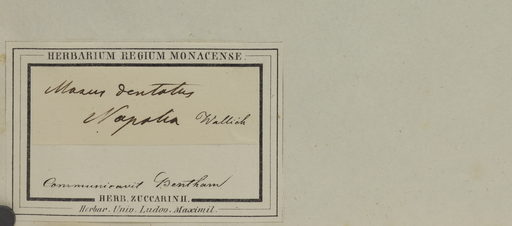 HERBARIUM REGIUM MONACENSE
Mazus dentatus
Napalia Wallich
Communicavit Bentham
HERB. ZUCCARINII.
Herbar. Univ. Ludov. Maximil.